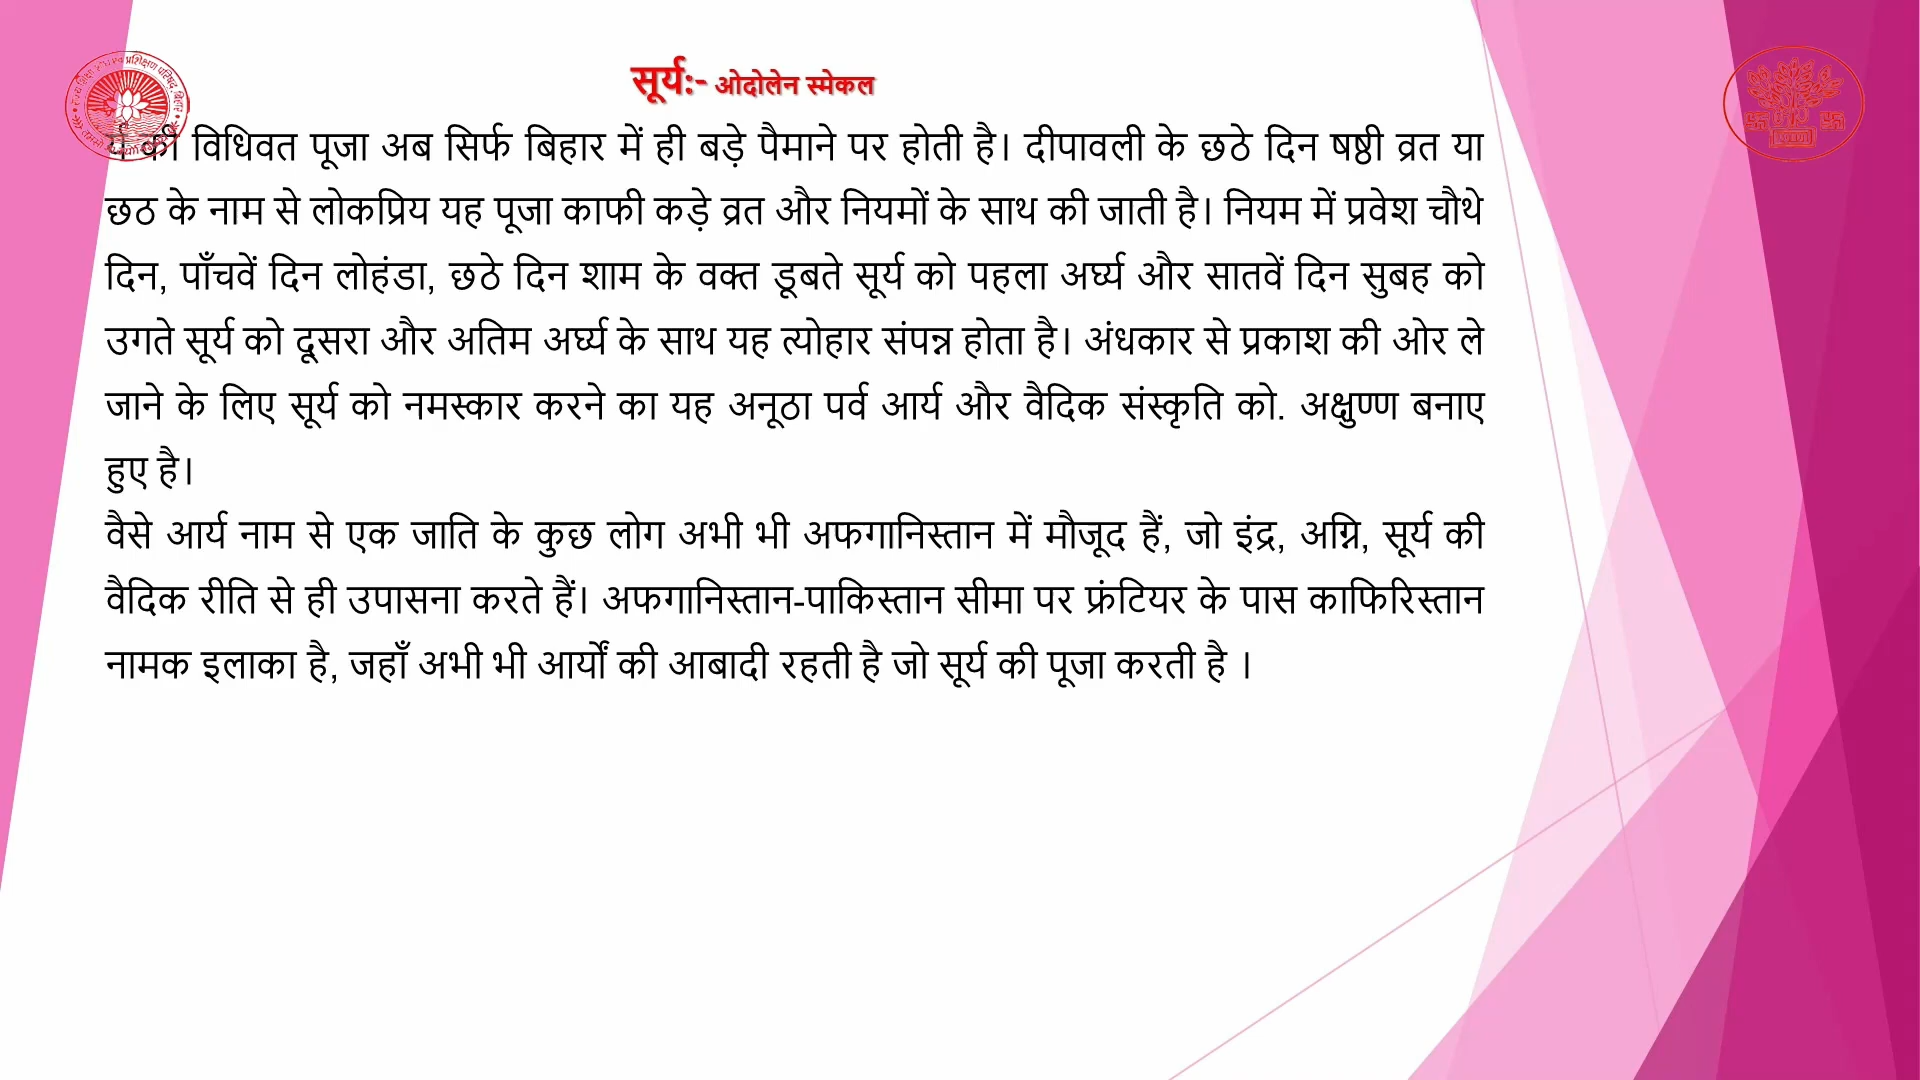 सूर्य:- ओदोलेन स्मेकल
की विधिवत पूजा अब सिर्फ बिहार में ही बड़े पैमाने पर होती है। दीपावली के छठे दिन षष्ठी व्रत या
छठ के नाम से लोकप्रिय यह पूजा काफी कड़े व्रत और नियमों के साथ की जाती है। नियम में प्रवेश चौथे
दिन, पाँचवें दिन लोहंडा, छठे दिन शाम के वक्त डूबते सूर्य को पहला अर्घ्य और सातवें दिन सुबह को
उगते सूर्य को दूसरा और अतिम अर्घ्य के साथ यह त्योहार संपन्न होता है। अंधकार से प्रकाश की ओर ले
जाने के लिए सूर्य को नमस्कार करने का यह अनूठा पर्व आर्य और वैदिक संस्कृति को. अक्षुण्ण बनाए
हुए है।
वैसे आर्य नाम से एक जाति के कुछ लोग अभी भी अफगानिस्तान में मौजूद हैं, जो इंद्र, अग्नि, सूर्य की
वैदिक रीति से ही उपासना करते हैं। अफगानिस्तान-पाकिस्तान सीमा पर फ्रंटियर के पास काफिरिस्तान
नामक इलाका है, जहाँ अभी भी आर्यों की आबादी रहती है जो सूर्य की पूजा करती है ।